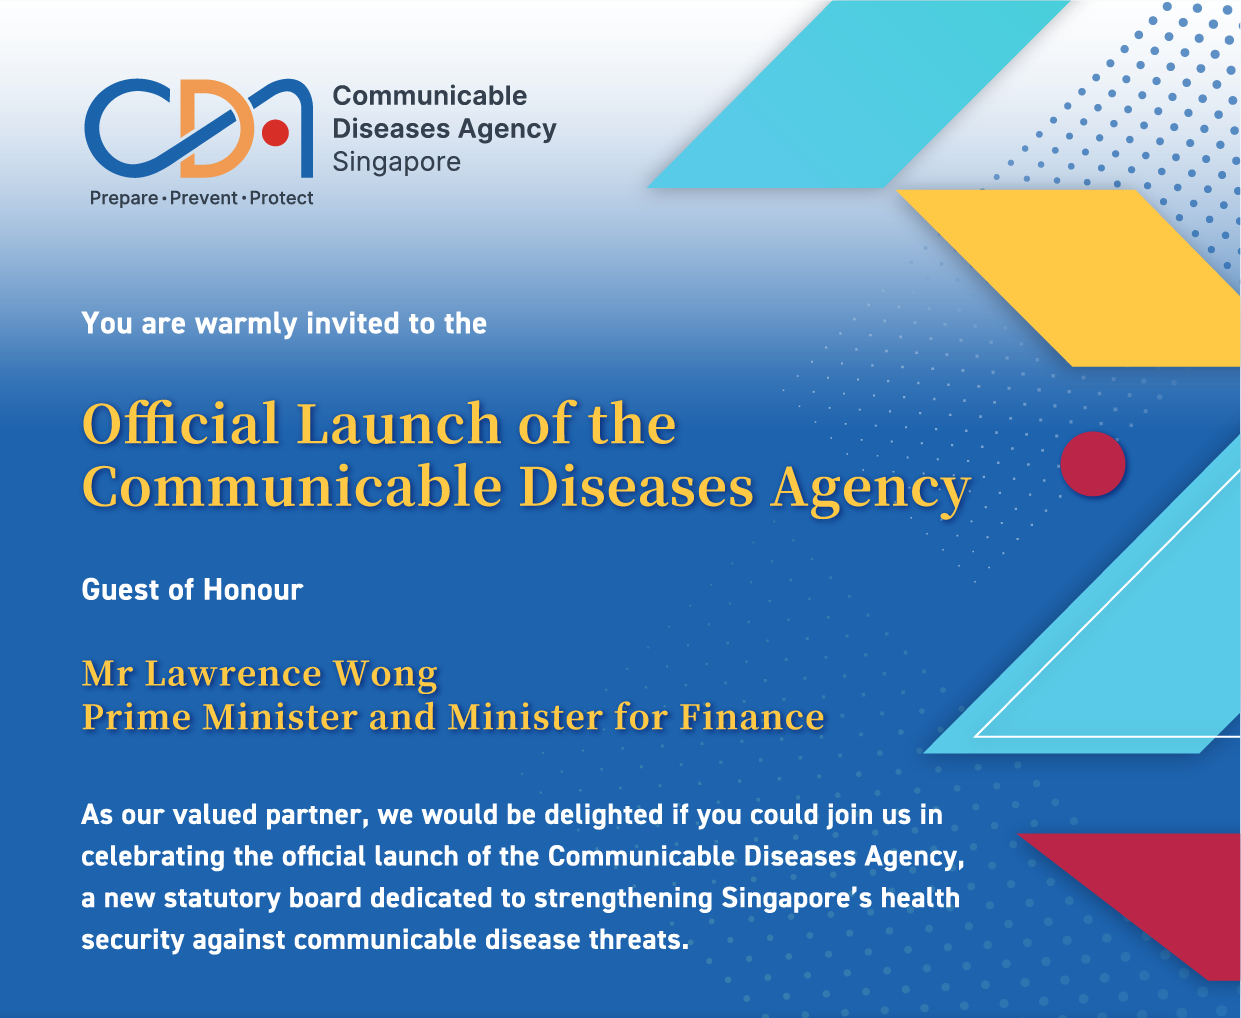 CDA
Communicable
Diseases Agency
Singapore
Prepare • Prevent • Protect
You are warmly invited to the
Official Launch of the
Communicable Diseases Agency
Guest of Honour
Mr Lawrence Wong
Prime Minister and Minister for Finance
As our valued partner, we would be delighted if you could join us in
celebrating the official launch of the Communicable Diseases Agency,
a new statutory board dedicated to strengthening Singapore’s health
security against communicable disease threats.